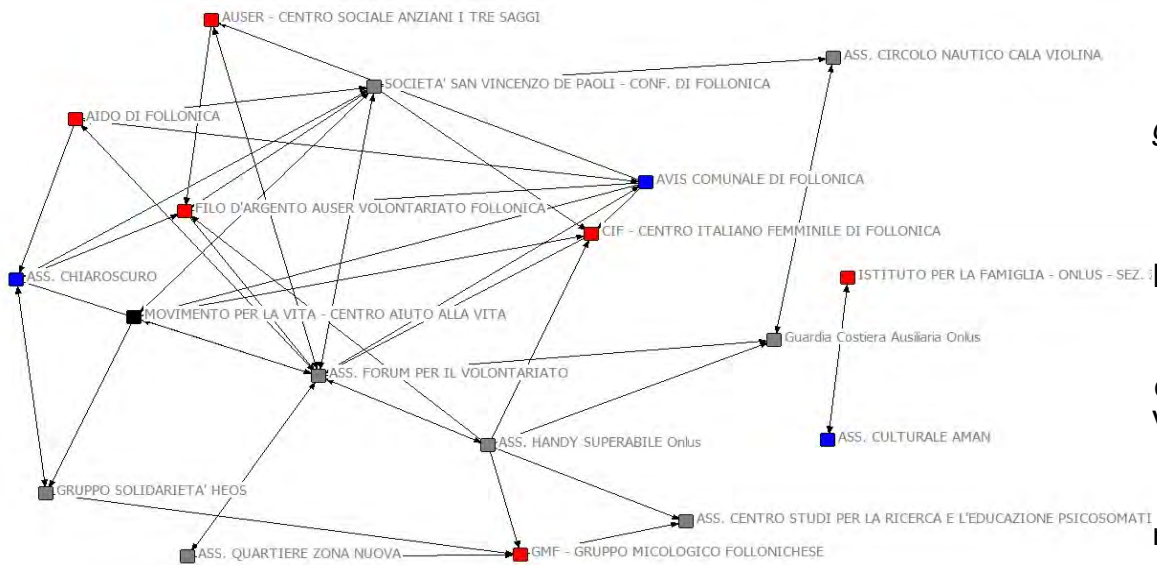 AUSER - CENTRO SOCIALE ANZIANI I TRE SAGGI
ASS. CIRCOLO NAUTICO CALA VIOLINA
SOCIETA' SAN VINCENZO DE PAOLI - CONF. DI FOLLONICA
AIDO DI FOLLONICA
AVIS COMUNALE DI FOLLONICA
FILO D'ARGENTO AUSER VOLONTARIATO FOLLONICA
CIF - CENTRO ITALIANO FEMMINILE DI FOLLONICA
ASS. CHIAROSCURO
ISTITUTO PER LA FAMIGLIA - ONLUS - SEZ.
MOVIMENTO PER LA VITA - CENTRO AIUTO ALLA VITA
Guardia Costiera Ausiliaria Onlus
ASS. FORUM PER IL VOLONTARIATO
ASS. HANDY SUPERABILE Onlus
ASS. CULTURALE AMAN
GRUPPO SOLIDARIETA' HEOS
ASS. CENTRO STUDI PER LA RICERCA E L'EDUCAZIONE PSICOSOMATI
ASS. QUARTIERE ZONA NUOVA
GMF - GRUPPO MICOLOGICO FOLLONICHESE